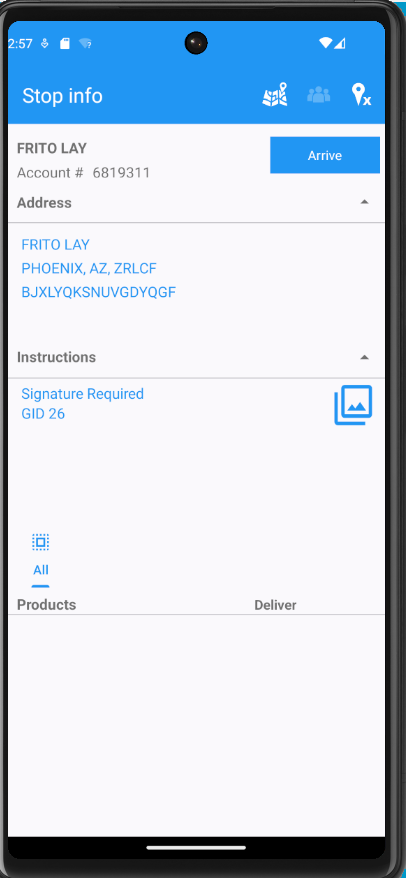 2:57
Stop info
FRITO LAY
Arrive
Account # 6819311
Address
FRITO LAY
PHOENIX, AZ, ZRLCF
BJXLYQKSNUVGDYQGF
Instructions
Signature Required
GID 26
All
Products Deliver